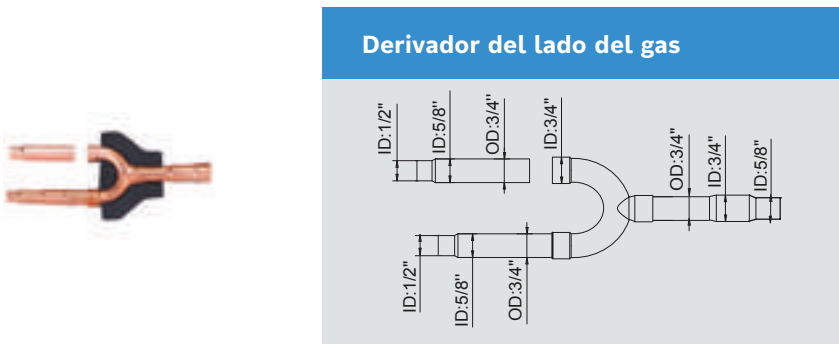 Derivador del lado del gas
ID:1/2"
ID:5/8"
OD:3/4"
ID:3/4"
OD:3/4"
ID:3/4"
ID:5/8"
ID:1/2"
ID:5/8"
OD:3/4"